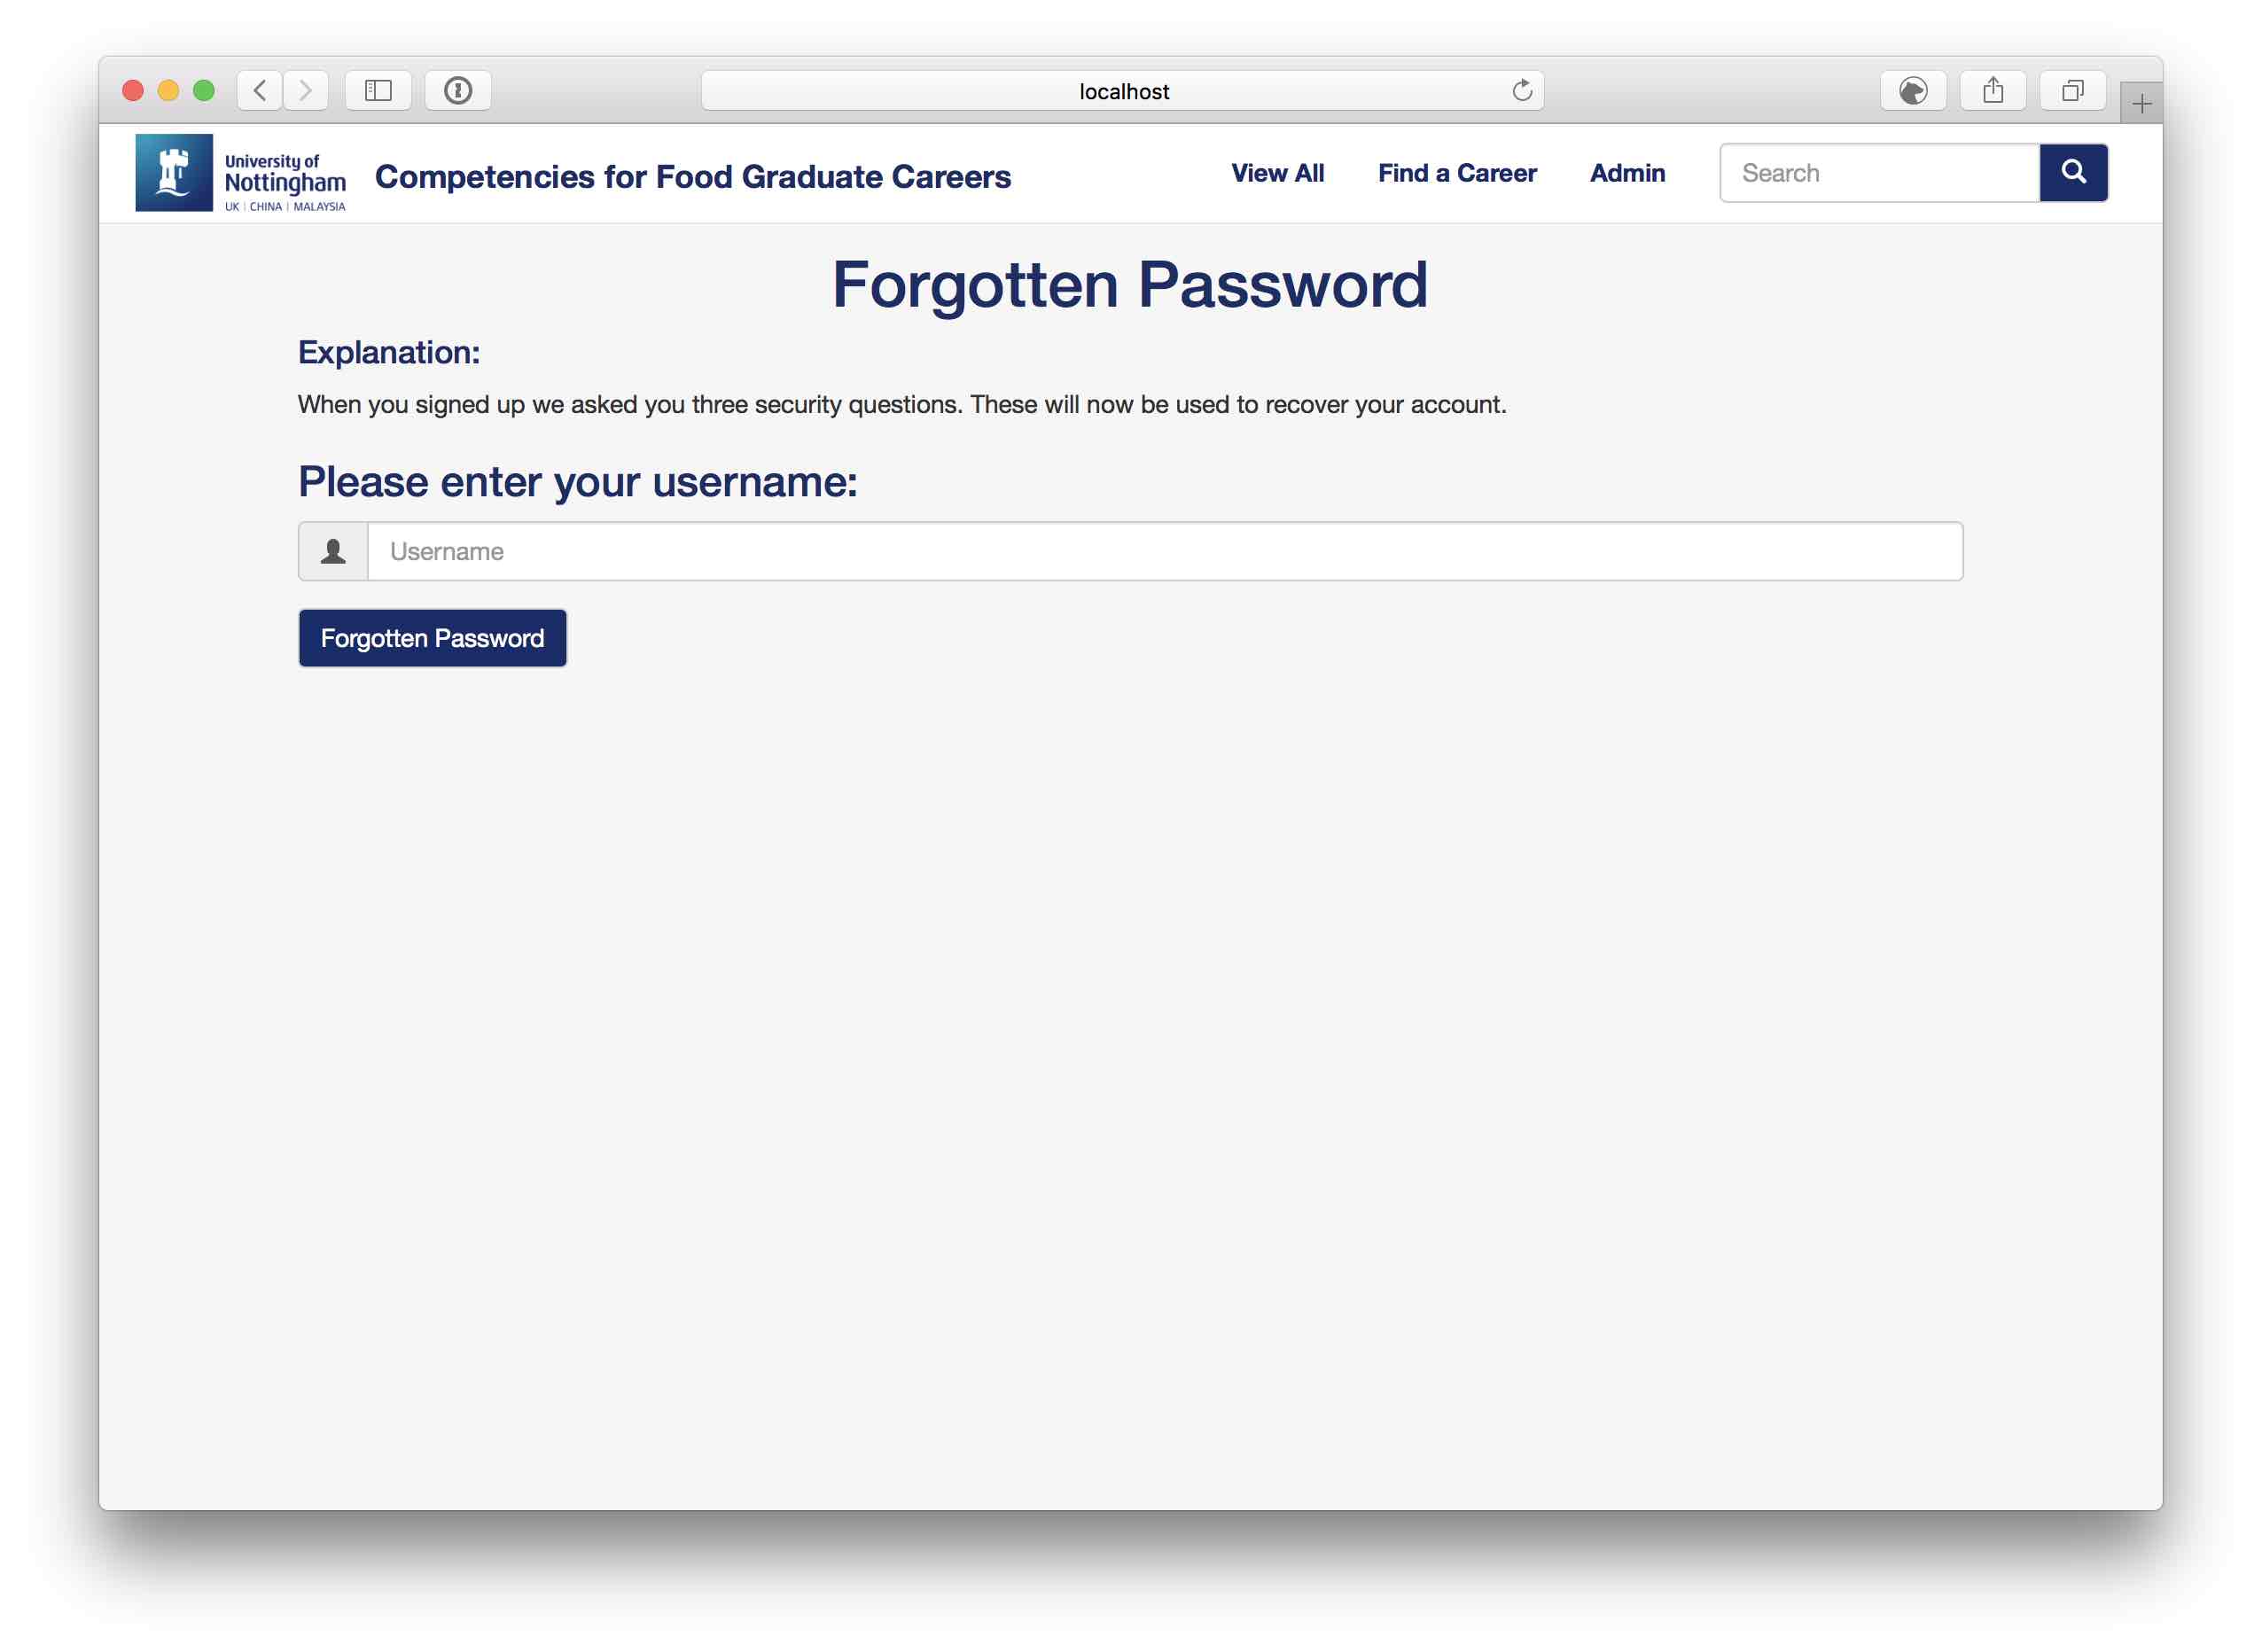 localhost
University of
Nottingham
UK | CHINA | MALAYSIA
Competencies for Food Graduate Careers
View All
Find a Career
Admin
Search
Forgotten Password
Explanation:
When you signed up we asked you three security questions. These will now be used to recover your account.
Please enter your username:
Username
Forgotten Password